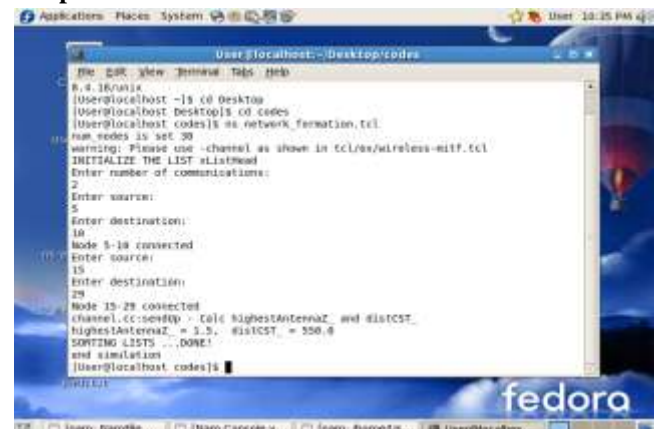 Applications Places System
User 10:35 PM
User@localhost:~/Desktop/codes
File Edit View Terminal Tabs Help
[User@localhost ~]$ cd Desktop
[User@localhost Desktop]$ cd codes
[User@localhost codes]$ ns network_formation.tcl
num_nodes is set 30
warning: Please use -channel as shown in tcl/ex/wireless-mitf.tcl
INITIALIZE THE LIST xListHead
Enter number of communications:
2
Enter source:
5
Enter destination:
10
Node 5-10 connected
Enter source:
15
Enter destination:
29
Node 15-29 connected
channel.cc:sendUp - Calc highestAntennaZ_ and distCST_
highestAntennaZ_ = 1.5, distCST_ = 550.0
SORTING LISTS ...DONE!
end simulation
[User@localhost codes]$
fedora